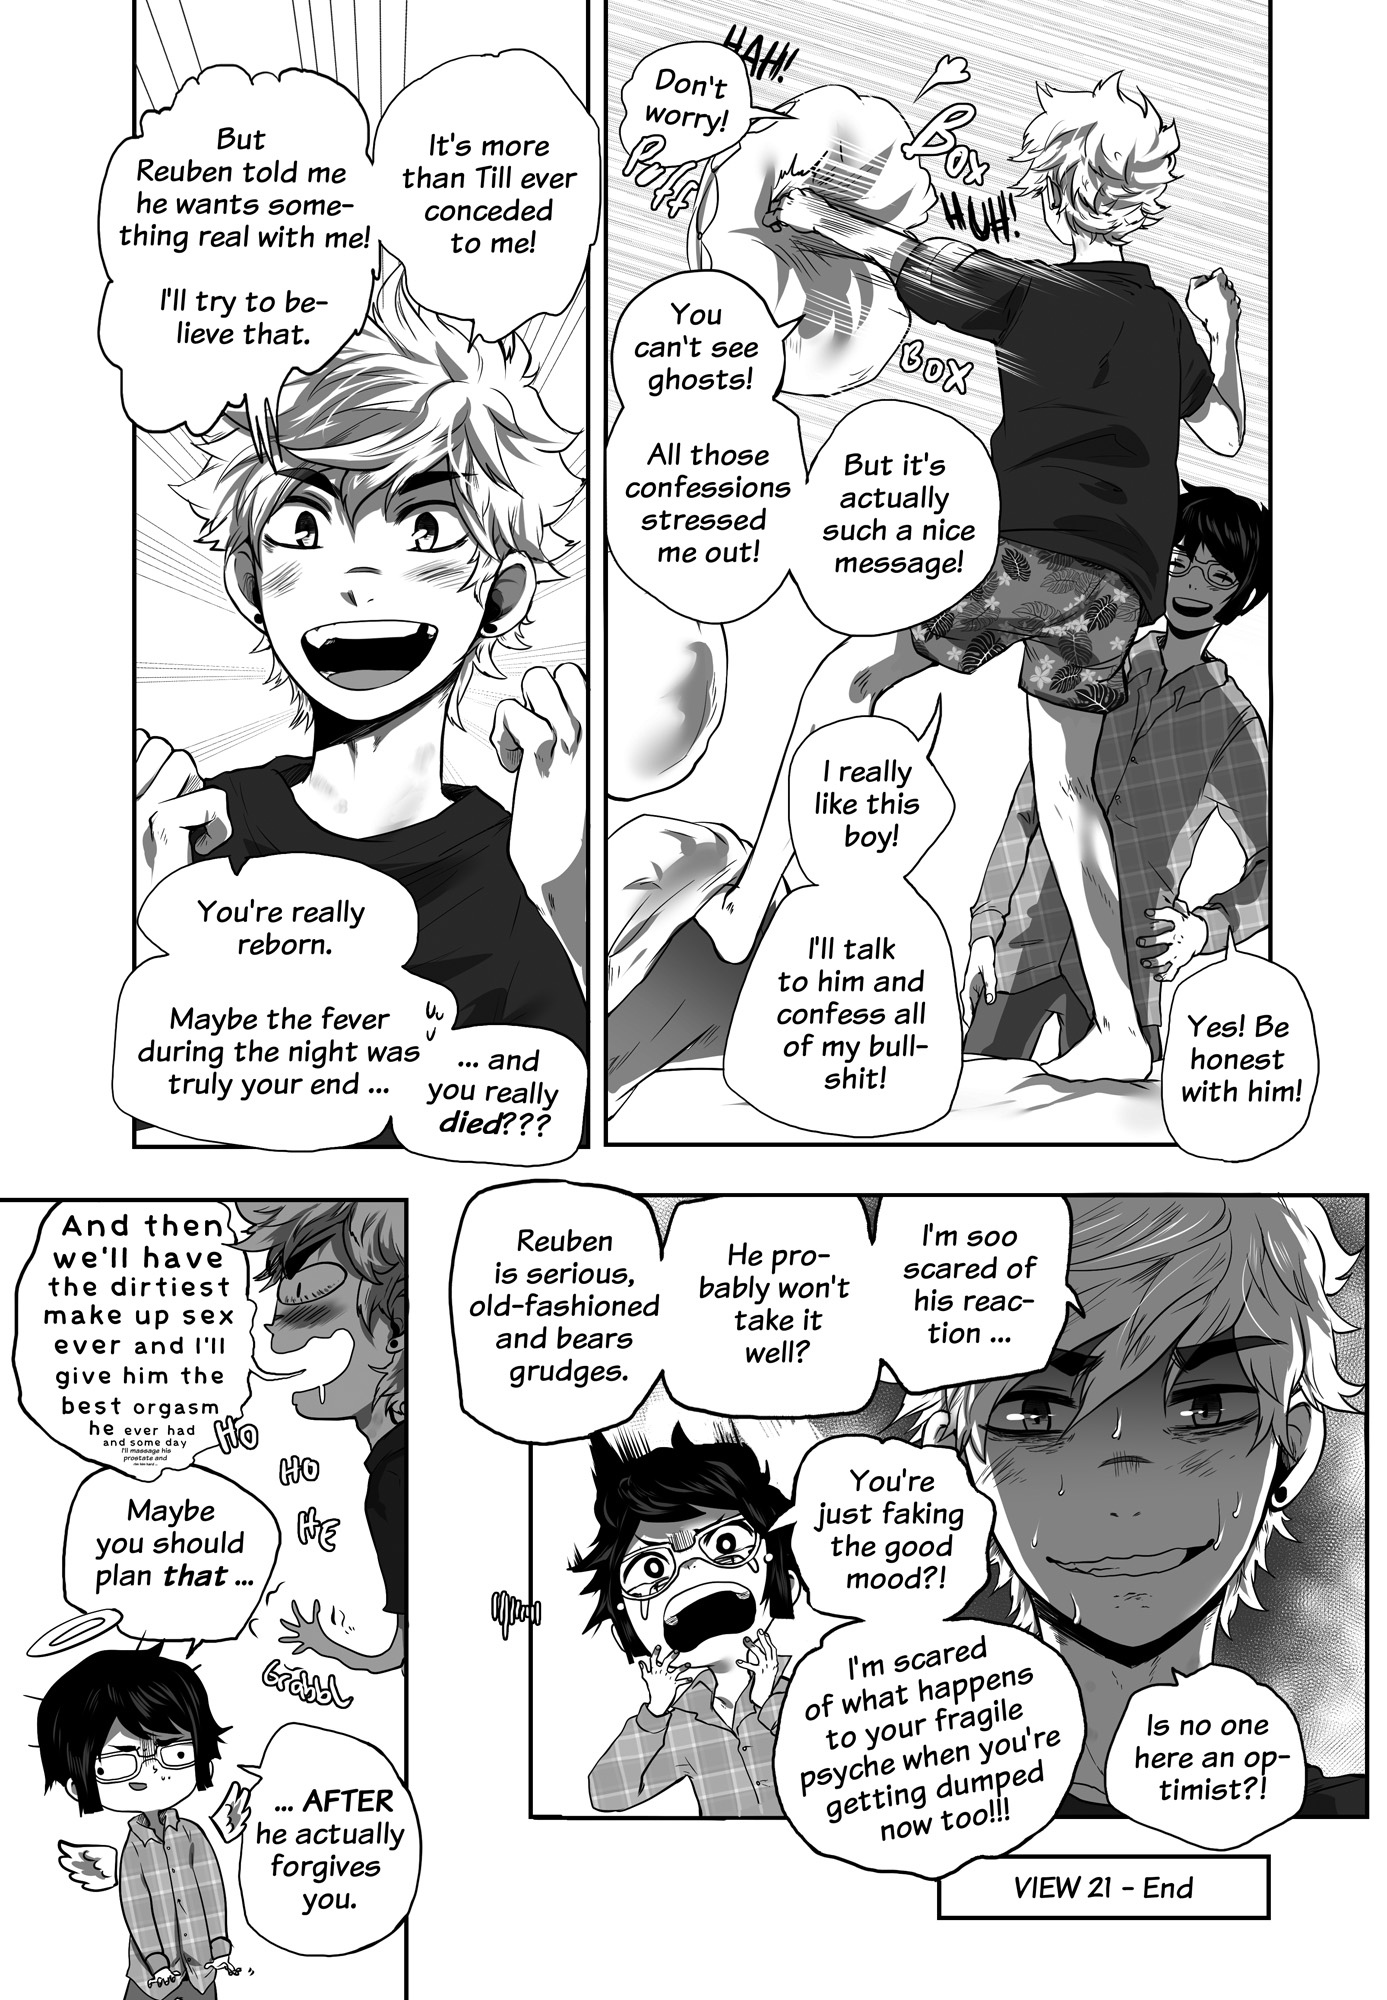 But
Reuben told me
he wants some-
thing real with me!
I'll try to be-
lieve that.
It's more
than Till ever
conceded
to me!
You're really
reborn.
Maybe the fever
during the night was
truly your end ...
... and
you really
died???
HAH!
Don't
worry!
Puff
BOX
HUH!
BOX
You
can't see
ghosts!
All those
confessions
stressed
me out!
But it's
actually
such a nice
message!
I really
like this
boy!
I'll talk
to him and
confess all
of my bull-
shit!
Yes! Be
honest
with him!
And then
we'll have
the dirtiest
make up sex
ever and I'll
give him the
best orgasm
he ever had
and some day
I'll massage his
prostate and
HO
HO
HE
Grabbl
Maybe
you should
plan that ...
... AFTER
he actually
forgives
you.
Reuben
is serious,
old-fashioned
and bears
grudges.
He pro-
bably won't
take it
well?
I'm soo
scared of
his reac-
tion ...
You're
just faking
the good
mood?!
I'm scared
of what happens
to your fragile
psyche when you're
getting dumped
now too!!!
Is no one
here an op-
timist?!
VIEW 21 - End